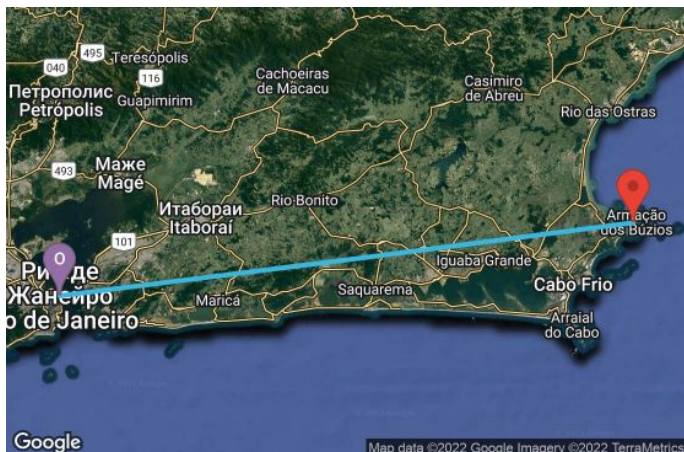 495
Teresópolis
040
116
Петрополис
Petrópolis
Guapimirim
Cachoeiras
de Macacu
Casimiro
de Abreu
Rio das Ostras
493
Маже
Magé
Итабораи
Itaboraí
Rio Bonito
Armação
dos Búzios
101
O
Рио-де
Жанейро
o de Janeiro
Maricá
Saquarema
Iguaba Grande
Cabo Frio
Arraial
do Cabo
Google
Map data ©2022 Google Imagery ©2022 TerraMetrics